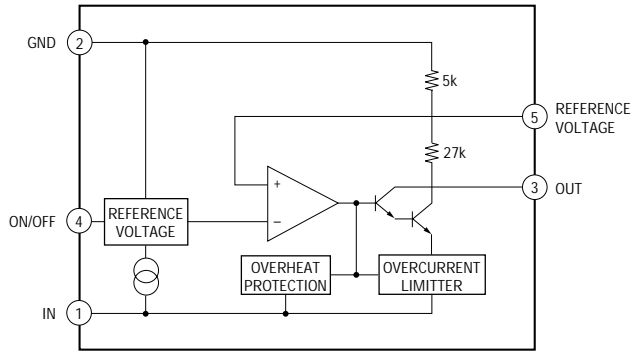 GND
2
5k
5
REFERENCE
VOLTAGE
27k
+
3
OUT
ON/OFF
4
REFERENCE
VOLTAGE
−
OVERHEAT
PROTECTION
OVERCURRENT
LIMITTER
IN
1